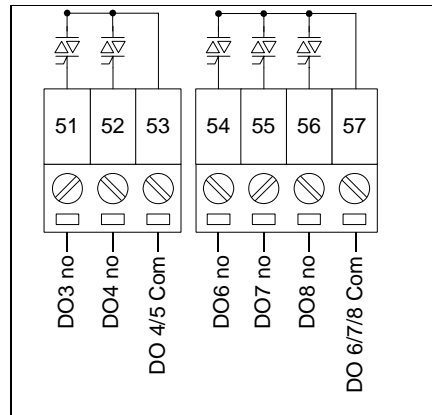 51 52 53 54 55 56 57
DO3 no
DO4 no
DO 4/5 Com
DO6 no
DO7 no
DO8 no
DO 6/7/8 Com